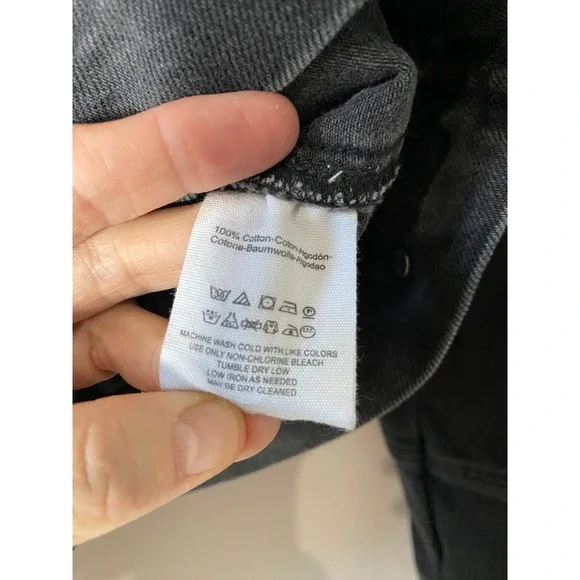 100% Cotton-Coton-Algodón-
Cotone-Baumwolle-Algodao
MACHINE WASH COLD WITH LIKE COLORS
USE ONLY NON-CHLORINE BLEACH
TUMBLE DRY LOW
LOW IRON AS NEEDED
MAY BE DRY CLEANED